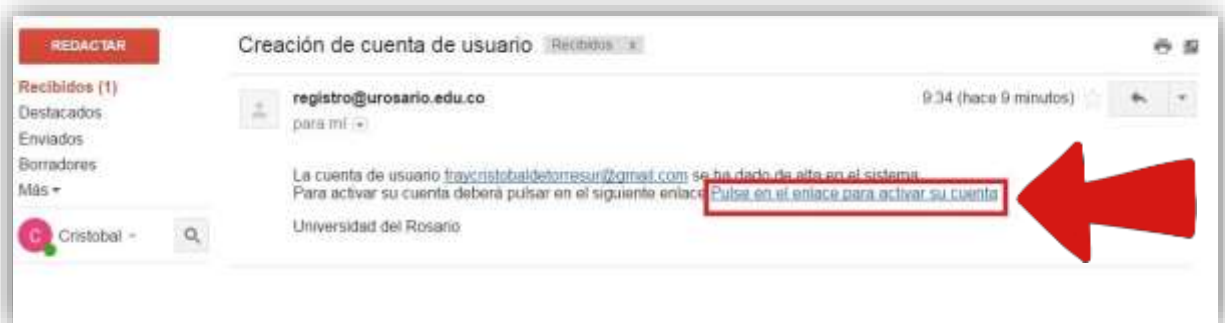 REDACTAR
Creación de cuenta de usuario Recibidos x
Recibidos (1)
Destacados
Enviados
Borradores
Más
Cristobal
C
registro@urosario.edu.co
9:34 (hace 9 minutos)
para mí
La cuenta de usuario fraycristobaldetorresur@gmail.com se ha dado de alta en el sistema
Para activar su cuenta deberá pulsar en el siguiente enlace Pulse en el enlace para activar su cuenta
Universidad del Rosario